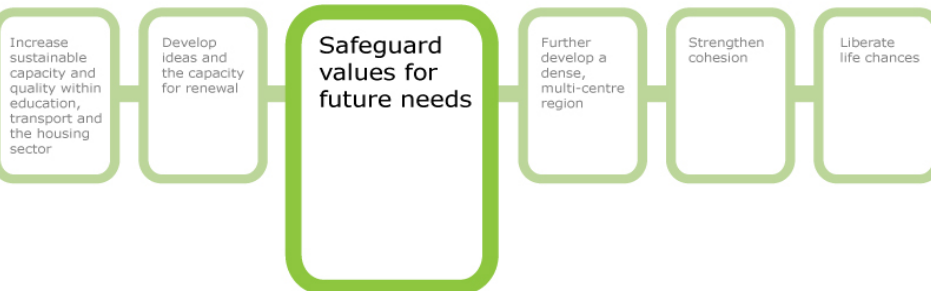 Increase
sustainable
capacity and
quality within
education,
transport and
the housing
sector
Develop
ideas and
the capacity
for renewal
Safeguard
values for
future needs
Further
develop a
dense,
multi-centre
region
Strengthen
cohesion
Liberate
life chances